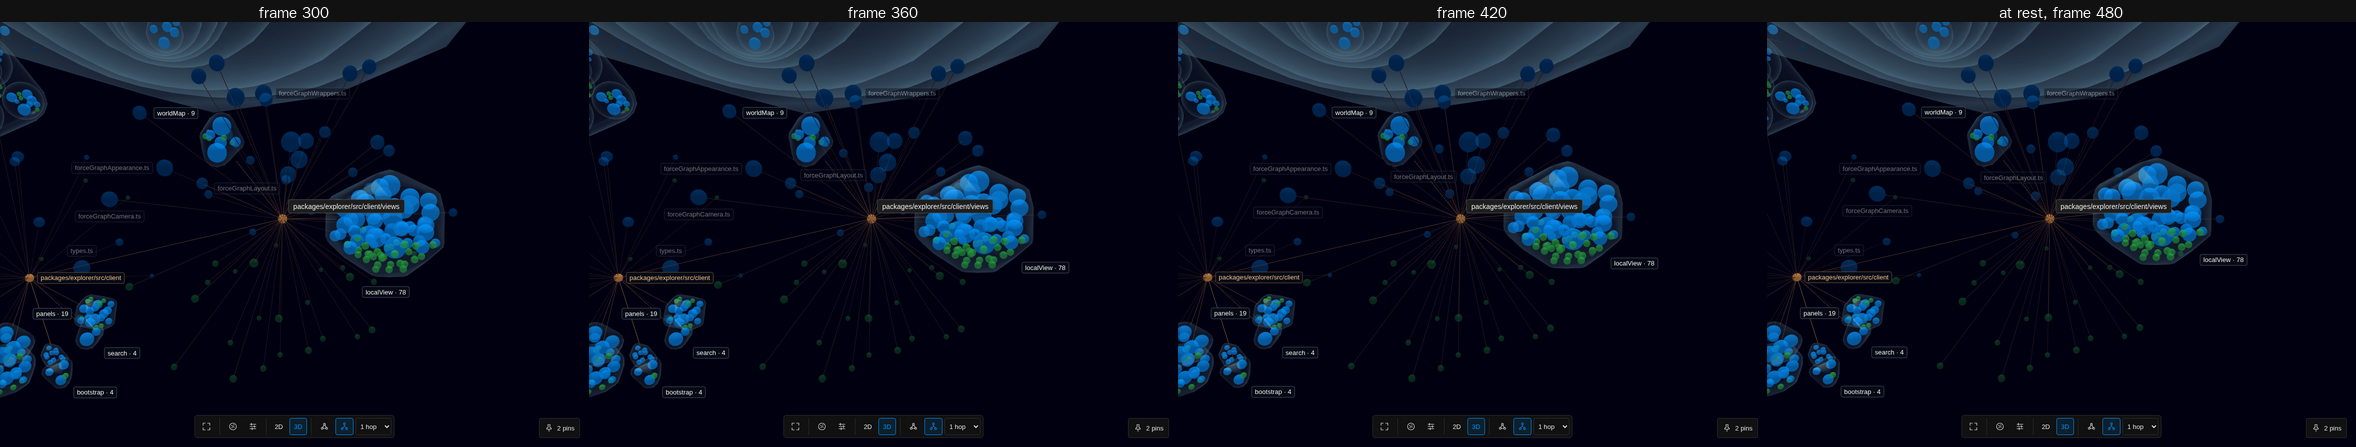 frame 300
forceGraphWrappers.ts
worldMap · 9
forceGraphAppearance.ts
forceGraphLayout.ts
packages/explorer/src/client/views
forceGraphCamera.ts
types.ts
packages/explorer/src/client
localView · 78
panels · 19
search · 4
bootstrap · 4
2D 3D 1 hop 2 pins
frame 360
forceGraphWrappers.ts
worldMap · 9
forceGraphAppearance.ts
forceGraphLayout.ts
packages/explorer/src/client/views
forceGraphCamera.ts
types.ts
localView · 78
packages/explorer/src/client
panels · 19
search · 4
bootstrap · 4
2D 3D 1 hop 2 pins
frame 420
forceGraphWrappers.ts
worldMap · 9
forceGraphAppearance.ts
forceGraphLayout.ts
packages/explorer/src/client/views
forceGraphCamera.ts
types.ts
localView · 78
packages/explorer/src/client
panels · 19
search · 4
bootstrap · 4
2D 3D 1 hop 2 pins
at rest, frame 480
forceGraphWrappers.ts
worldMap · 9
forceGraphAppearance.ts
forceGraphLayout.ts
packages/explorer/src/client/views
forceGraphCamera.ts
types.ts
localView · 78
packages/explorer/src/client
panels · 19
search · 4
bootstrap · 4
2D 3D 1 hop 2 pins